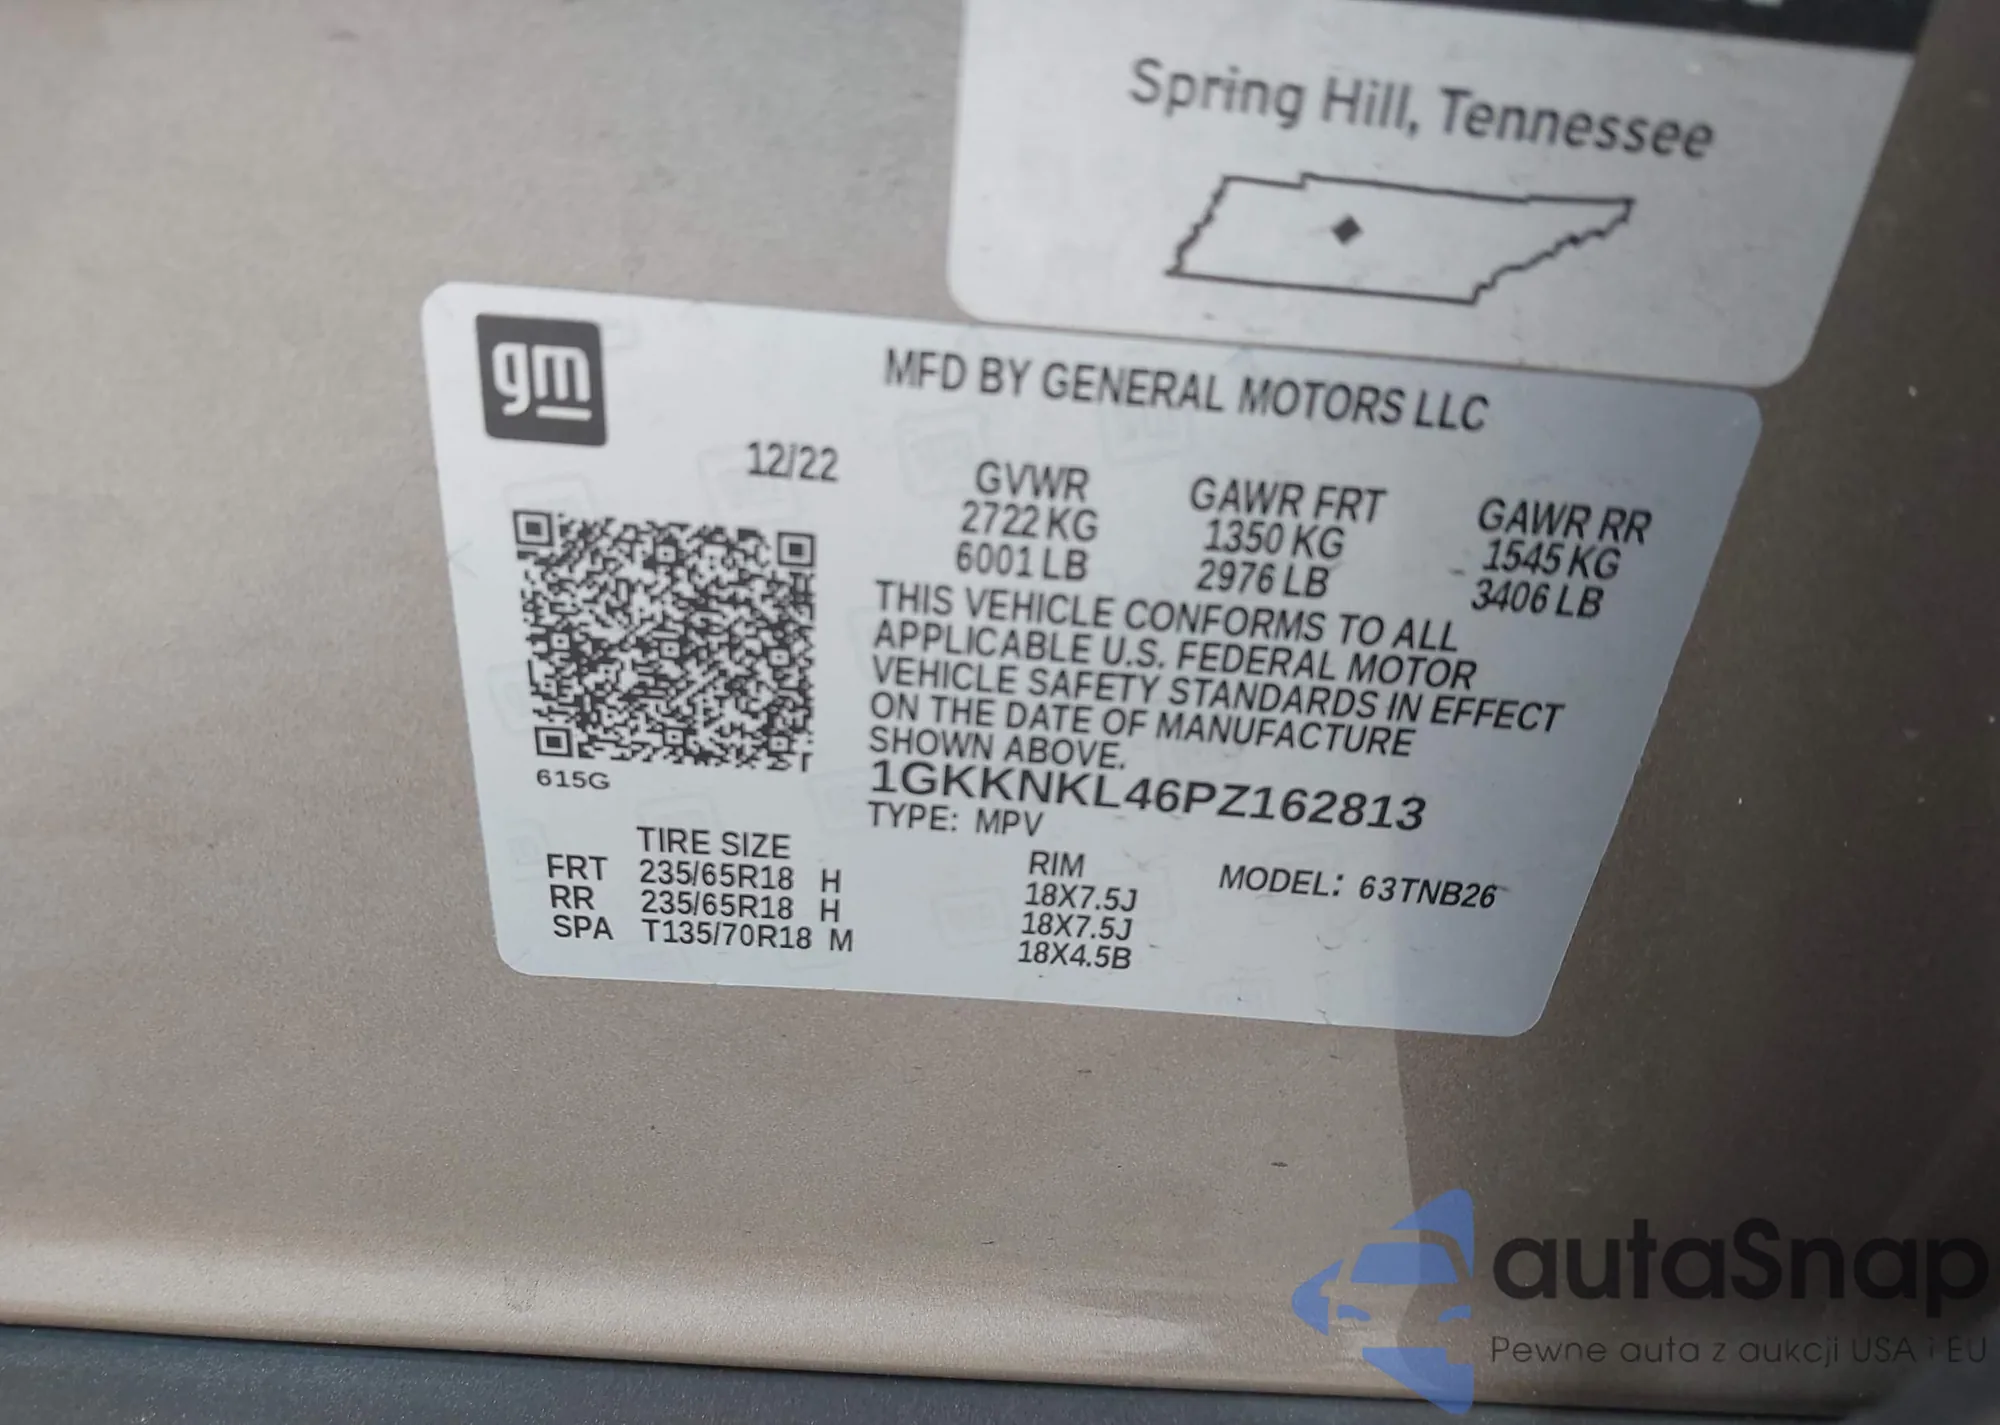 Spring Hill, Tennessee
gm
MFD BY GENERAL MOTORS LLC
12/22
GVWR
2722 KG
6001 LB
GAWR FRT
1350 KG
2976 LB
GAWR RR
1545 KG
3406 LB
THIS VEHICLE CONFORMS TO ALL
APPLICABLE U.S. FEDERAL MOTOR
VEHICLE SAFETY STANDARDS IN EFFECT
ON THE DATE OF MANUFACTURE
SHOWN ABOVE.
1GKKNKL46PZ162813
TYPE: MPV
615G
TIRE SIZE RIM MODEL: 63TNB26
FRT 235/65R18 H 18X7.5J
RR 235/65R18 H 18X7.5J
SPA T135/70R18 M 18X4.5B
autaSnap
Pewne auta z aukcji USA i EU